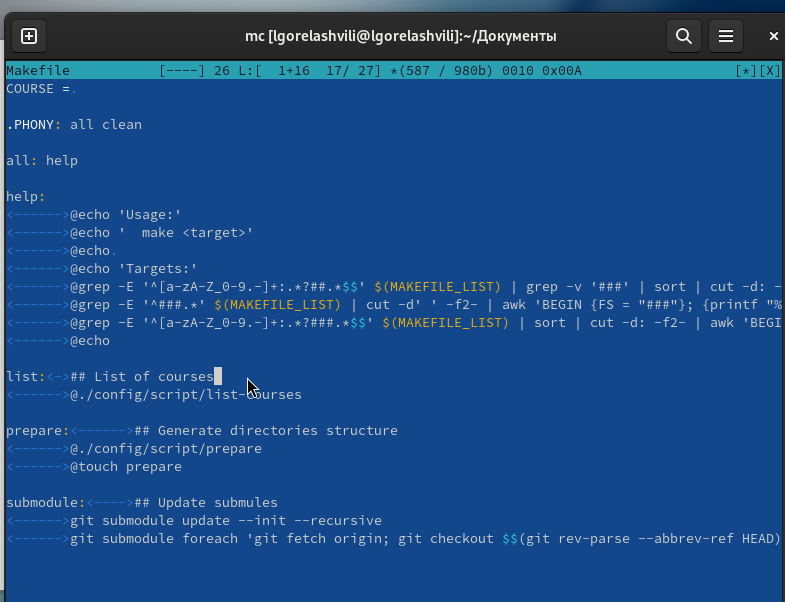 mc [lgorelashvili@lgorelashvili]:~/Документы
Makefile [----] 26 L:[ 1+16 17/ 27] *(587 / 980b) 0010 0x00A [*][X]
COURSE =.
.PHONY: all clean
all: help
help:
<------>@echo 'Usage:'
<------>@echo '  make <target>'
<------>@echo.
<------>@echo 'Targets:'
<------>@grep -E '^[a-zA-Z_0-9.-]+:.*?##.*$$' $(MAKEFILE_LIST) | grep -v '###' | sort | cut -d: -
<------>@grep -E '^###.*' $(MAKEFILE_LIST) | cut -d' ' -f2- | awk 'BEGIN {FS = "###"}; {printf "%
<------>@grep -E '^[a-zA-Z_0-9.-]+:.*?###.*$$' $(MAKEFILE_LIST) | sort | cut -d: -f2- | awk 'BEGI
<------>@echo
list:<->## List of courses
<------>@./config/script/list-courses
prepare:<------>## Generate directories structure
<------>@./config/script/prepare
<------>@touch prepare
submodule:<---->## Update submules
<------>git submodule update --init --recursive
<------>git submodule foreach 'git fetch origin; git checkout $$(git rev-parse --abbrev-ref HEAD)